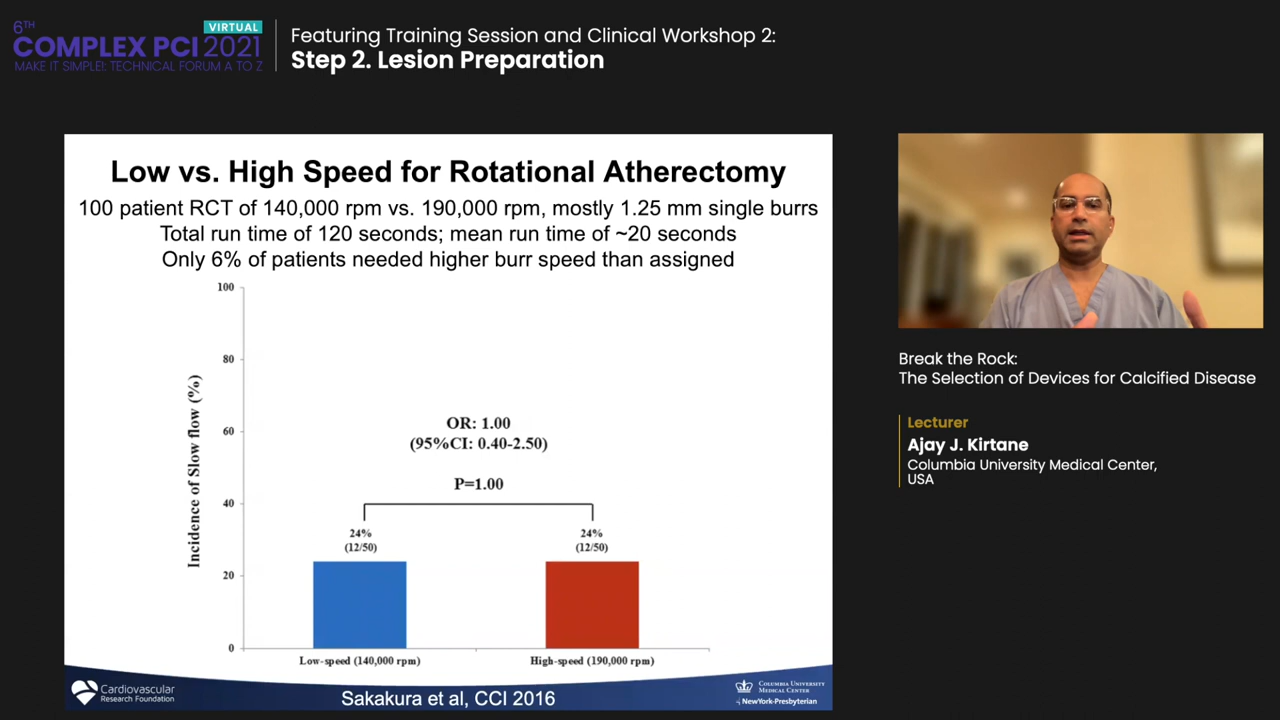 6TH
VIRTUAL
COMPLEX PCI 2021
MAKE IT SIMPLE!: TECHNICAL FORUM A TO Z
Featuring Training Session and Clinical Workshop 2:
Step 2. Lesion Preparation
Low vs. High Speed for Rotational Atherectomy
100 patient RCT of 140,000 rpm vs. 190,000 rpm, mostly 1.25 mm single burrs
Total run time of 120 seconds; mean run time of ~20 seconds
Only 6% of patients needed higher burr speed than assigned
Incidence of Slow flow (%)
100
80
60
40
20
0
OR: 1.00
(95%CI: 0.40-2.50)
P=1.00
24%
(12/50)
24%
(12/50)
Low-speed (140,000 rpm)
High-speed (190,000 rpm)
Cardiovascular
Research Foundation
Sakakura et al, CCI 2016
COLUMBIA UNIVERSITY
MEDICAL CENTER
NewYork-Presbyterian
Break the Rock:
The Selection of Devices for Calcified Disease
Lecturer
Ajay J. Kirtane
Columbia University Medical Center,
USA